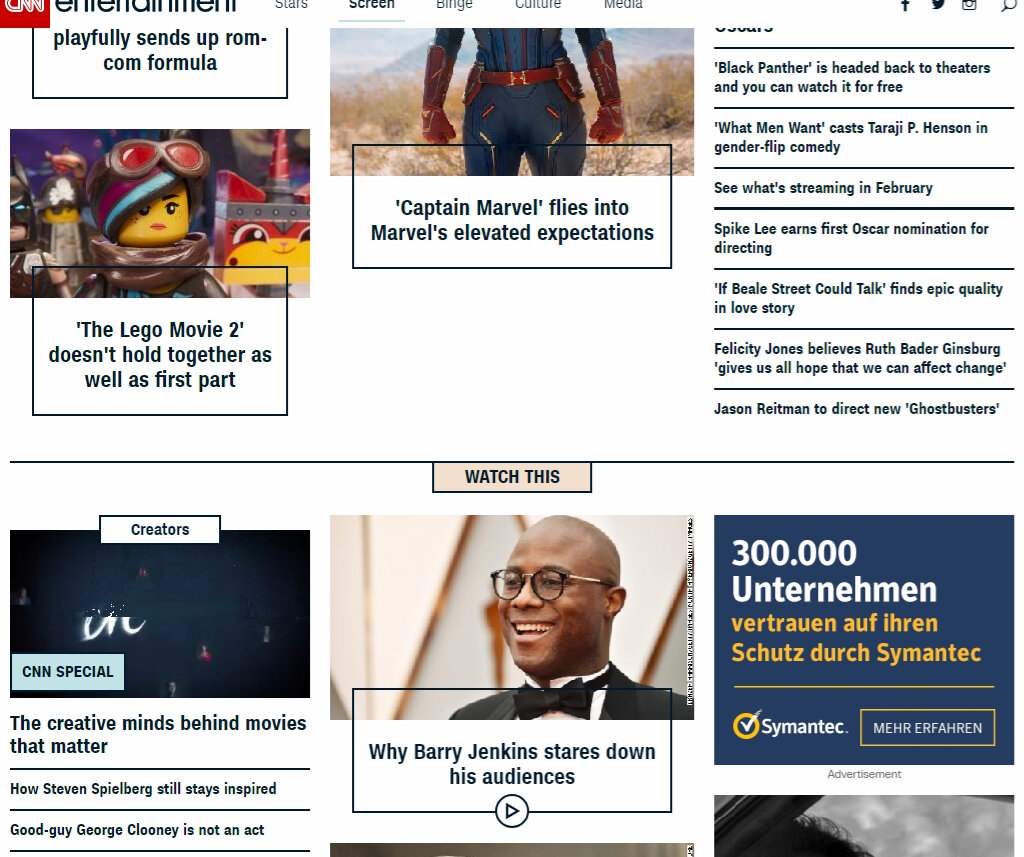 CNN entertainment
Stars
Screen
Binge
Culture
Media
playfully sends up rom-
com formula
'The Lego Movie 2'
doesn't hold together as
well as first part
'Captain Marvel' flies into
Marvel's elevated expectations
Oscars
'Black Panther' is headed back to theaters
and you can watch it for free
'What Men Want' casts Taraji P. Henson in
gender-flip comedy
See what's streaming in February
Spike Lee earns first Oscar nomination for
directing
'If Beale Street Could Talk' finds epic quality
in love story
Felicity Jones believes Ruth Bader Ginsburg
'gives us all hope that we can affect change'
Jason Reitman to direct new 'Ghostbusters'
WATCH THIS
Creators
CNN SPECIAL
The creative minds behind movies
that matter
How Steven Spielberg still stays inspired
Good-guy George Clooney is not an act
Why Barry Jenkins stares down
his audiences
300.000
Unternehmen
vertrauen auf ihren
Schutz durch Symantec
Symantec.
MEHR ERFAHREN
Advertisement